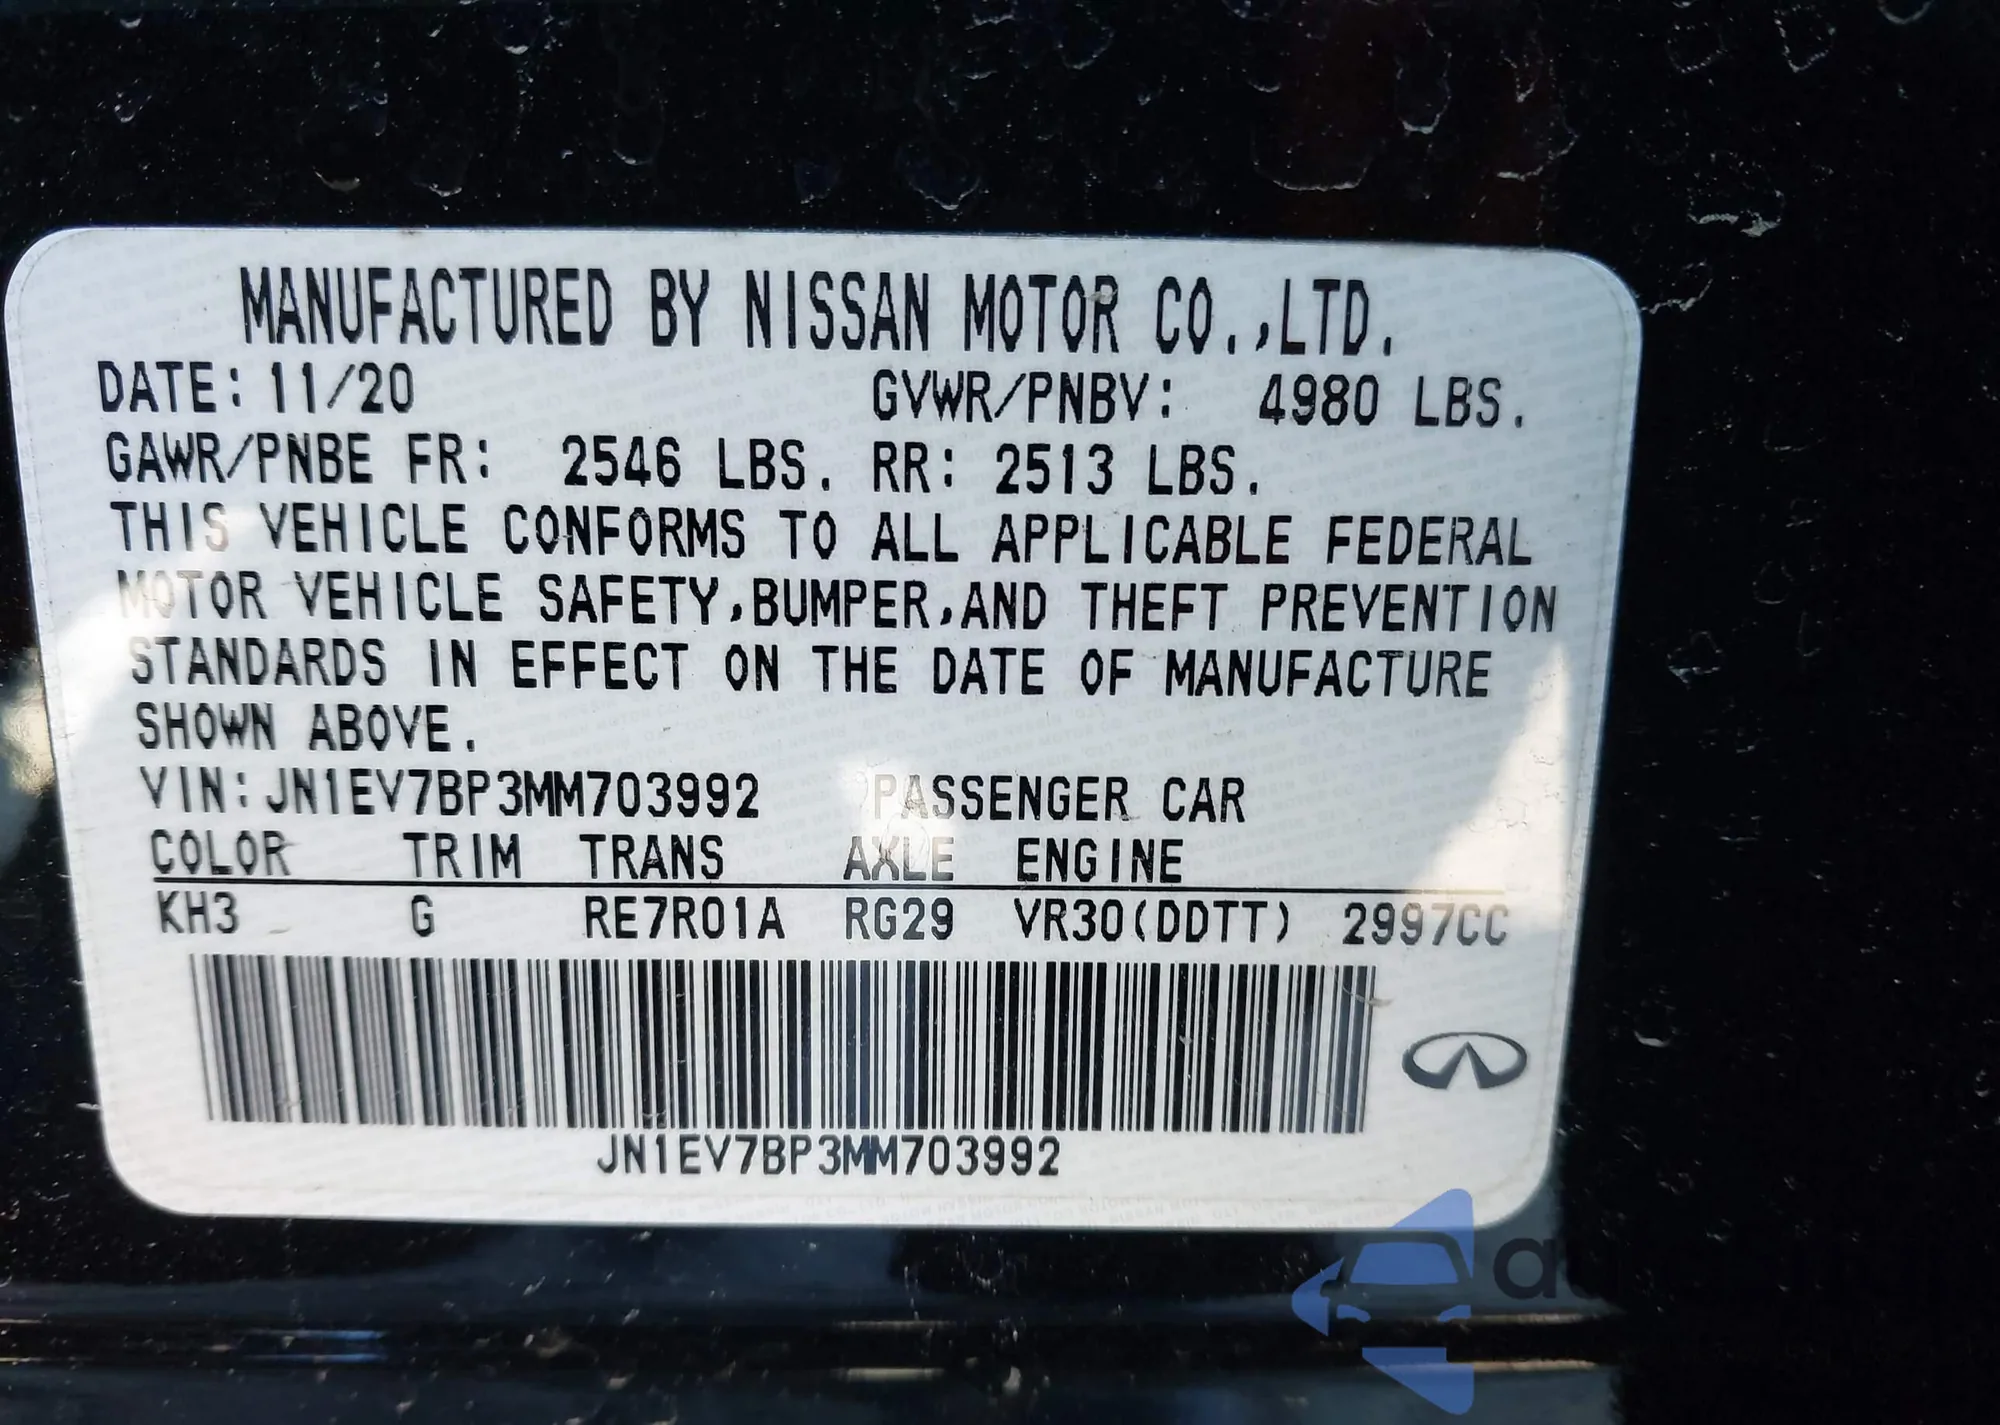 MANUFACTURED BY NISSAN MOTOR CO.,LTD.
DATE: 11/20 GVWR/PNBV: 4980 LBS.
GAWR/PNBE FR: 2546 LBS. RR: 2513 LBS.
THIS VEHICLE CONFORMS TO ALL APPLICABLE FEDERAL
MOTOR VEHICLE SAFETY,BUMPER,AND THEFT PREVENTION
STANDARDS IN EFFECT ON THE DATE OF MANUFACTURE
SHOWN ABOVE.
VIN:JN1EV7BP3MM703992 PASSENGER CAR
COLOR TRIM TRANS AXLE ENGINE
KH3 G RE7R01A RG29 VR30(DDTT) 2997CC
JN1EV7BP3MM703992